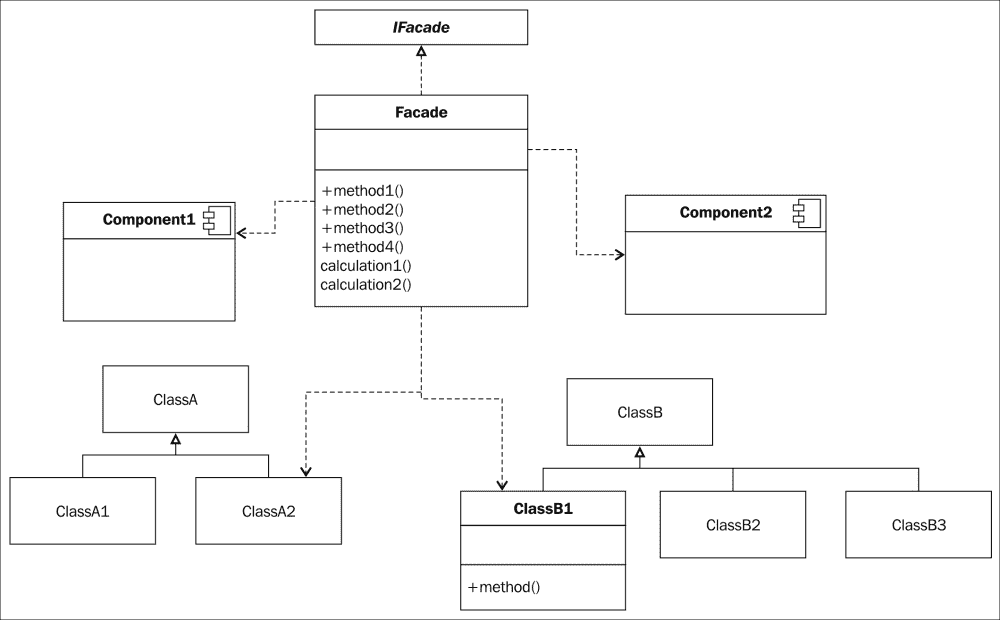 IFacade
Facade
+method1()
+method2()
+method3()
+method4()
calculation1()
calculation2()
Component1
Component2
ClassA
ClassB
ClassA1
ClassA2
ClassB1
+method()
ClassB2
ClassB3